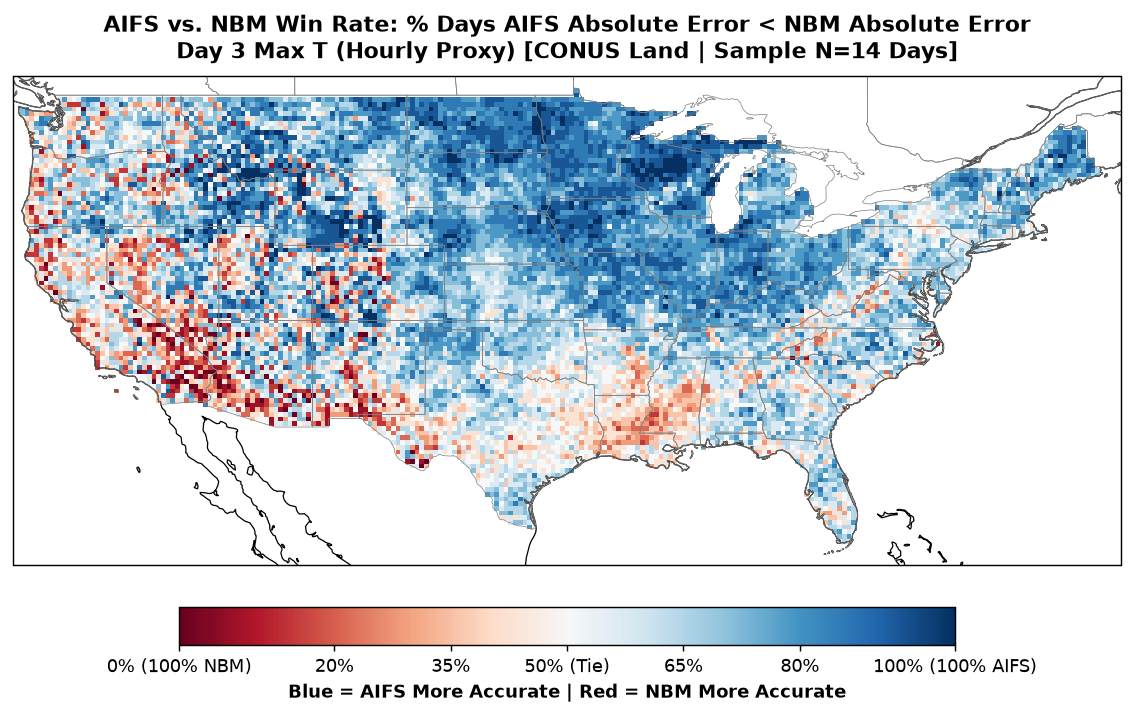 AIFS vs. NBM Win Rate: % Days AIFS Absolute Error < NBM Absolute Error
Day 3 Max T (Hourly Proxy) [CONUS Land | Sample N=14 Days]
0% (100% NBM) 20% 35% 50% (Tie) 65% 80% 100% (100% AIFS)
Blue = AIFS More Accurate | Red = NBM More Accurate